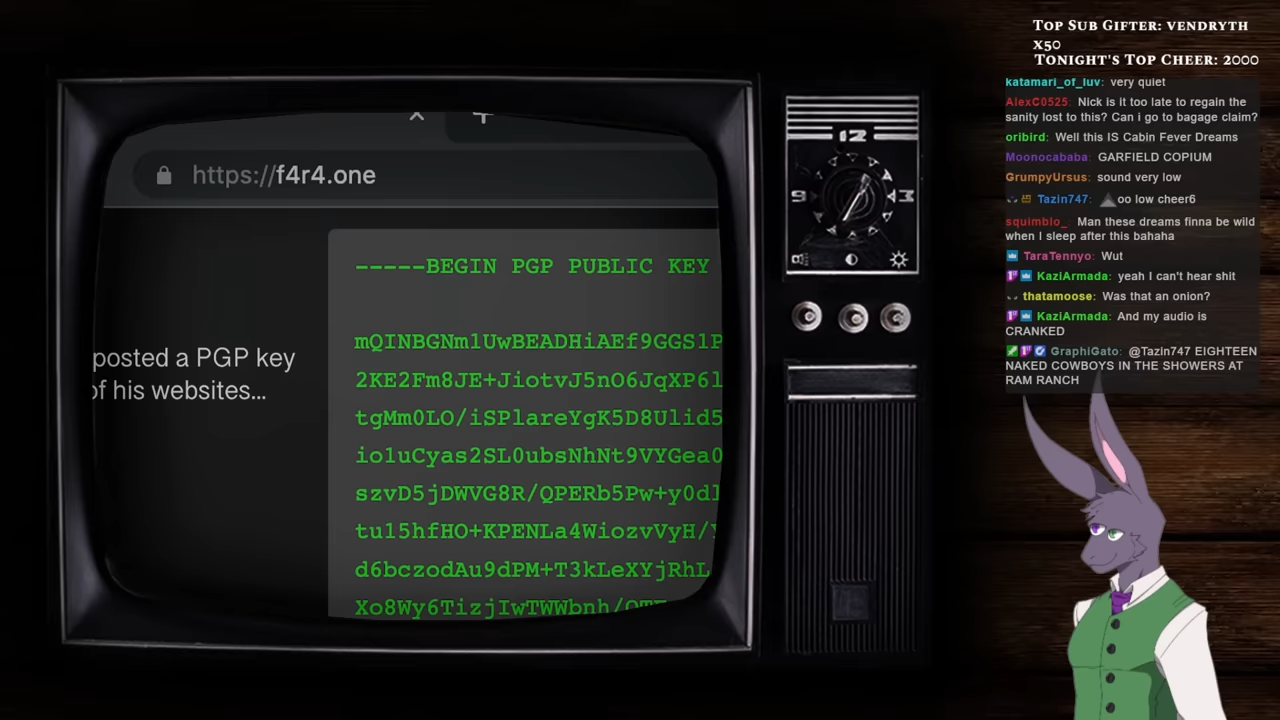 https://f4r4.one
posted a PGP key
of his websites...
-----BEGIN PGP PUBLIC KEY
mQINBGNm1UwBEADHiAEf9GGS1P
2KE2Fm8JE+JiotvJ5nO6JqXP6l
tgMm0LO/iSPlareYgK5D8Ulid5
io1uCyas2SL0ubsNhNt9VYGea0
szvD5jDWVG8R/QPERb5Pw+y0dl
tu15hfHO+KPENLa4WiozvVyH/
d6bczodAu9dPM+T3kLeXYjRhL
Xo8Wy6TizjIwTWWbnh/
12
9
3
Top Sub Gifter: vendryth
x50
Tonight's Top Cheer: 2000
katamari_of_luv: very quiet
AlexC0525: Nick is it too late to regain the
sanity lost to this? Can i go to bagage claim?
oribird: Well this IS Cabin Fever Dreams
Moonocababa: GARFIELD COPIUM
GrumpyUrsus: sound very low
Tazin747: oo low cheer6
squimblo_: Man these dreams finna be wild
when I sleep after this bahaha
TaraTennyo: Wut
KaziArmada: yeah I can't hear shit
thatamoose: Was that an onion?
KaziArmada: And my audio is
CRANKED
GraphiGato: @Tazin747 EIGHTEEN
NAKED COWBOYS IN THE SHOWERS AT
RAM RANCH